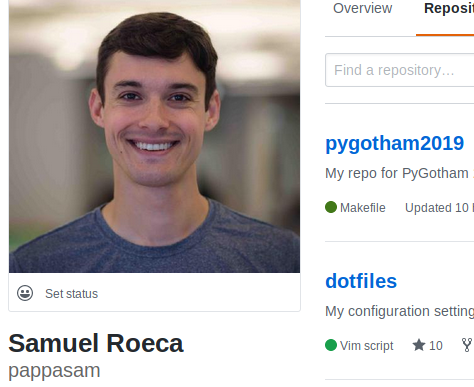 Overview
Reposit
Find a repository…
pygotham2019
My repo for PyGotham
Makefile
Updated 10 h
dotfiles
My configuration setting
Vim script
10
Set status
Samuel Roeca
pappasam